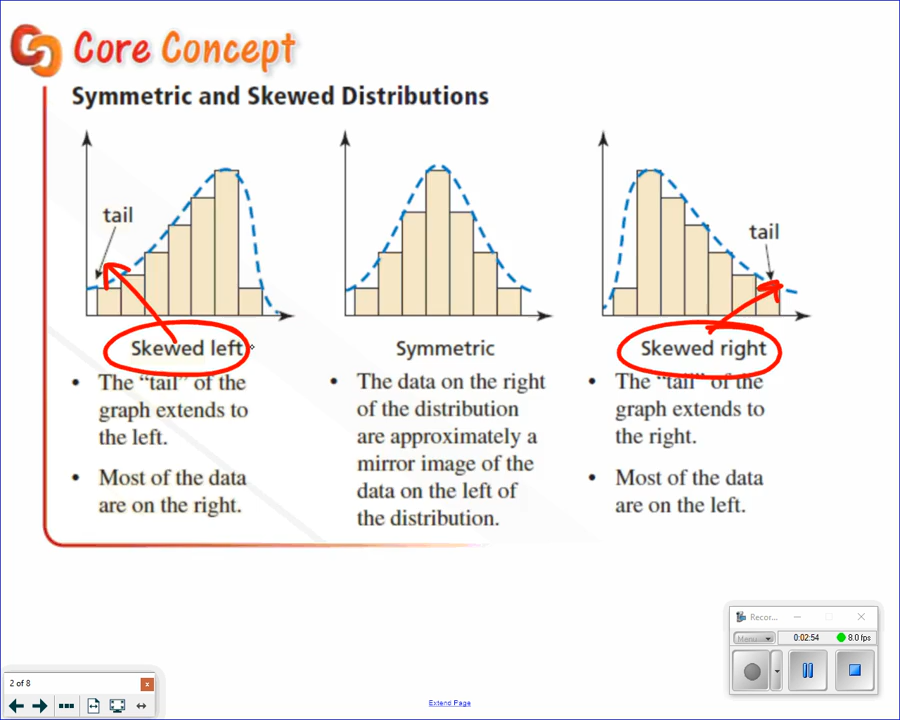 Core Concept
Symmetric and Skewed Distributions
tail
tail
Skewed left
Symmetric
Skewed right
• The “tail” of the
graph extends to
the left.
• Most of the data
are on the right.
• The data on the right
of the distribution
are approximately a
mirror image of the
data on the left of
the distribution.
• The “tail” of the
graph extends to
the right.
• Most of the data
are on the left.
Recor...
Menu
0:02:54
8.0 fps
2 of 8
Extend Page